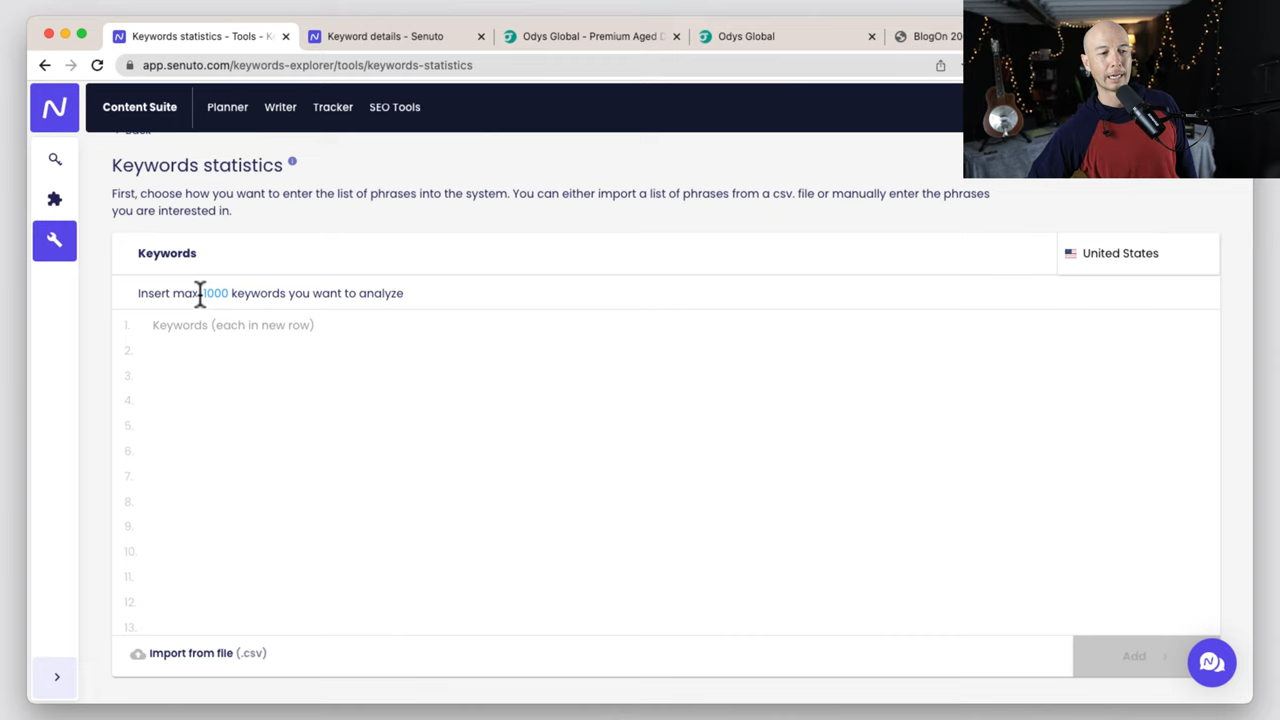 Keywords statistics - Tools - K
Keyword details - Senuto
Odys Global - Premium Aged D
Odys Global
BlogOn 20
app.senuto.com/keywords-explorer/tools/keywords-statistics
Content Suite
Planner
Writer
Tracker
SEO Tools
Back
Keywords statistics
First, choose how you want to enter the list of phrases into the system. You can either import a list of phrases from a csv. file or manually enter the phrases
you are interested in.
Keywords
United States
Insert max 1000 keywords you want to analyze
1. Keywords (each in new row)
2.
3.
4.
5.
6.
7.
8.
9.
10.
11.
12.
13.
Import from file (.csv)
Add